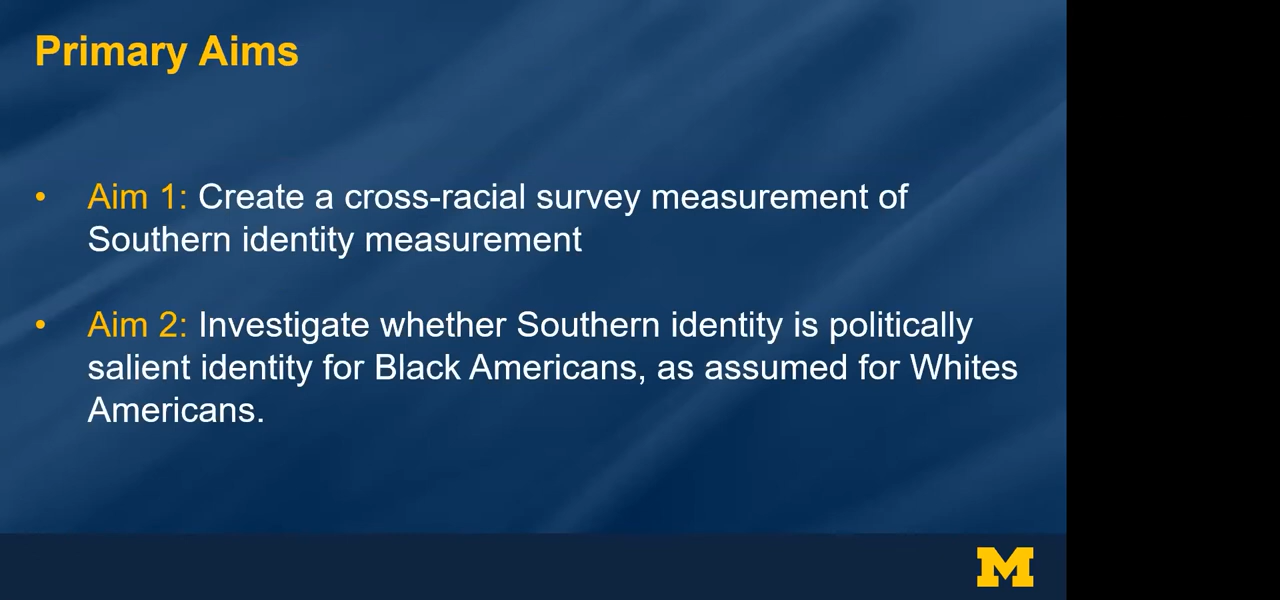 Primary Aims
• Aim 1: Create a cross-racial survey measurement of
Southern identity measurement
• Aim 2: Investigate whether Southern identity is politically
salient identity for Black Americans, as assumed for Whites
Americans.
M